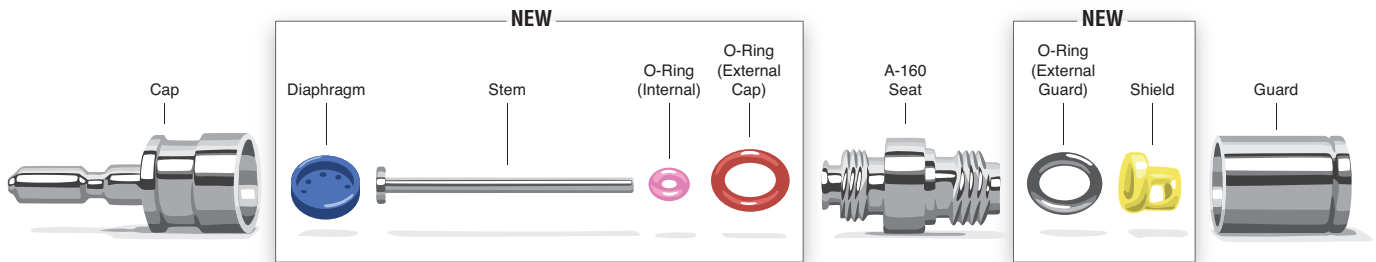 NEW
NEW
Cap
Diaphragm
Stem
O-Ring
(Internal)
O-Ring
(External
Cap)
A-160
Seat
O-Ring
(External
Guard)
Shield
Guard